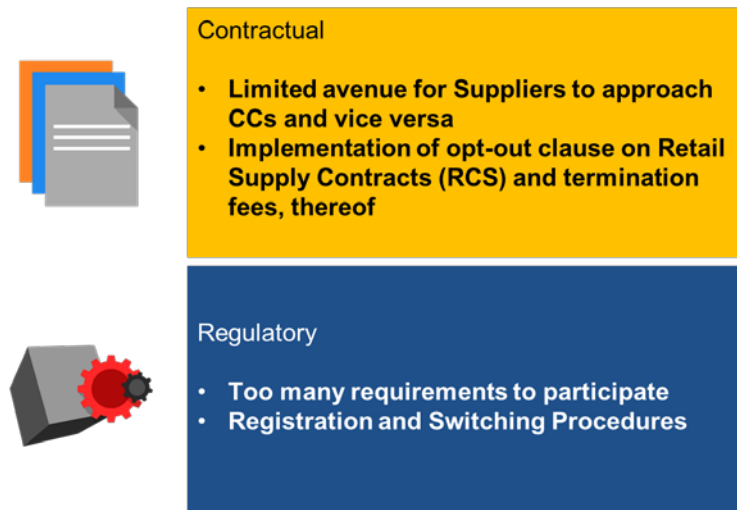 Contractual
• Limited avenue for Suppliers to approach
CCs and vice versa
• Implementation of opt-out clause on Retail
Supply Contracts (RCS) and termination
fees, thereof
Regulatory
• Too many requirements to participate
• Registration and Switching Procedures